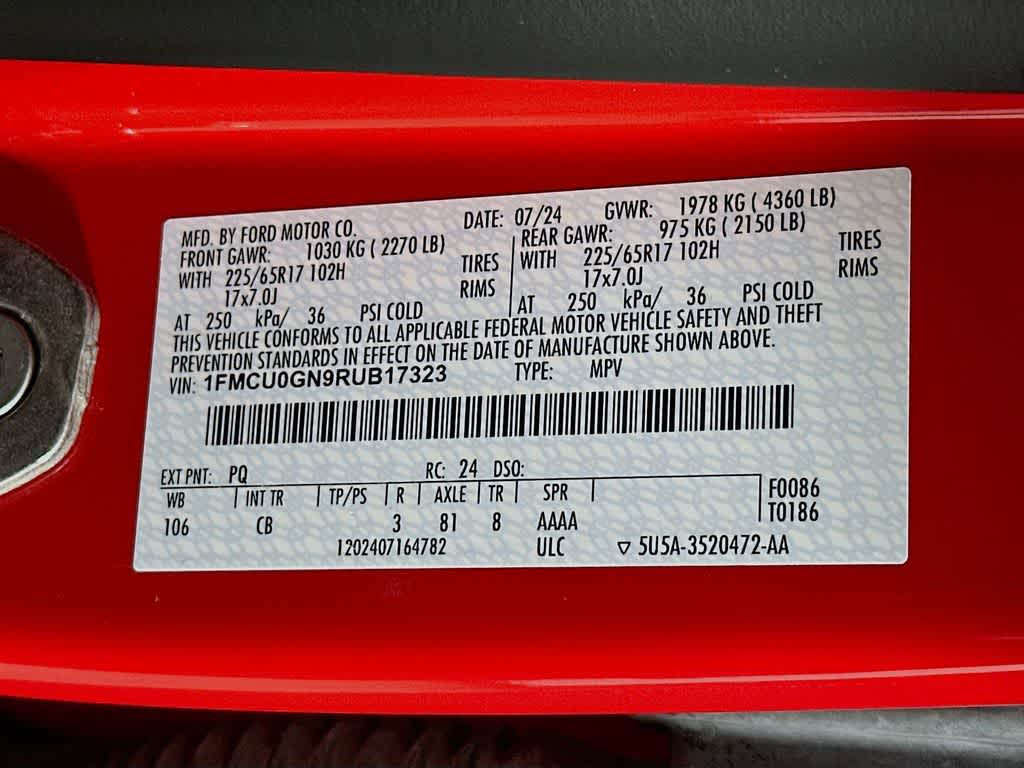 MFD. BY FORD MOTOR CO. DATE: 07/24 GVWR: 1978 KG ( 4360 LB)
FRONT GAWR: 1030 KG ( 2270 LB) REAR GAWR: 975 KG ( 2150 LB)
WITH 225/65R17 102H TIRES WITH 225/65R17 102H TIRES
17x7.0J RIMS 17x7.0J RIMS
AT 250 kPa/ 36 PSI COLD AT 250 kPa/ 36 PSI COLD
THIS VEHICLE CONFORMS TO ALL APPLICABLE FEDERAL MOTOR VEHICLE SAFETY AND THEFT
PREVENTION STANDARDS IN EFFECT ON THE DATE OF MANUFACTURE SHOWN ABOVE.
VIN: 1FMCU0GN9RUB17323 TYPE: MPV
EXT PNT: PQ RC: 24 DSO:
WB INT TR TP/PS R AXLE TR SPR F0086
106 CB 3 81 8 AAAA T0186
1202407164782 ULC ▽ 5U5A-3520472-AA